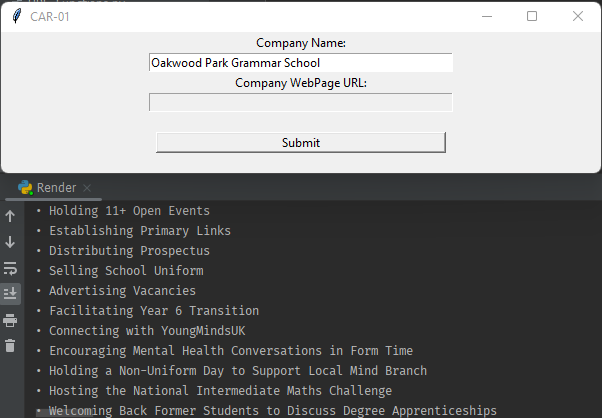 CAR-01
Company Name:
Oakwood Park Grammar School
Company WebPage URL:
Submit
Render
• Holding 11+ Open Events
• Establishing Primary Links
• Distributing Prospectus
• Selling School Uniform
• Advertising Vacancies
• Facilitating Year 6 Transition
• Connecting with YoungMindsUK
• Encouraging Mental Health Conversations in Form Time
• Holding a Non-Uniform Day to Support Local Mind Branch
• Hosting the National Intermediate Maths Challenge
• Welcoming Back Former Students to Discuss Degree Apprenticeships